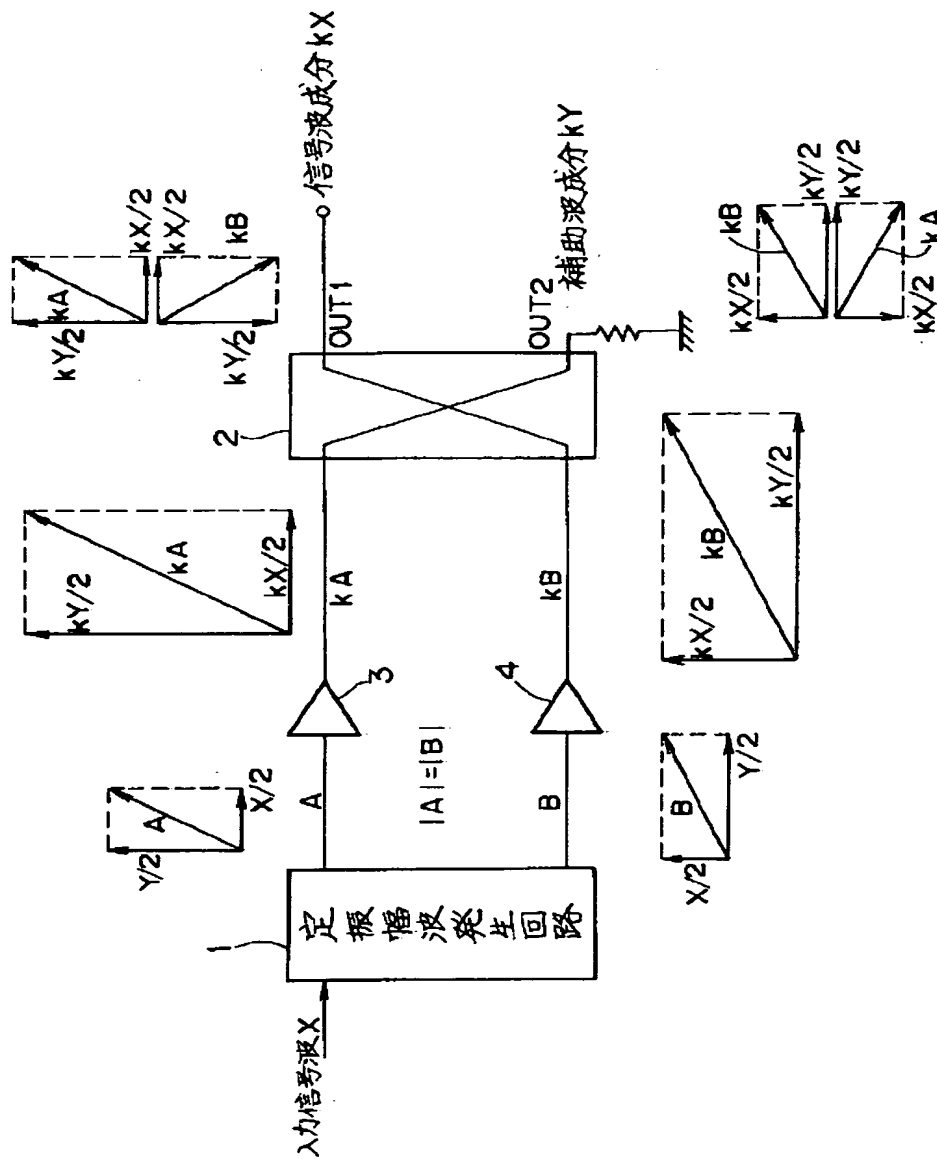 入力信号波X
1
定振幅波発生回路
Y/2
A
X/2
A
|A|=|B|
B
X/2
B
Y/2
3
4
kY/2
kA
kX/2
kA
kB
kX/2
kB
kY/2
2
kY/2
kA
kX/2
kX/2
kB
kY/2
OUT1
信号波成分kX
OUT2
補助波成分kY
kX/2
kB
kY/2
kY/2
kX/2
kA